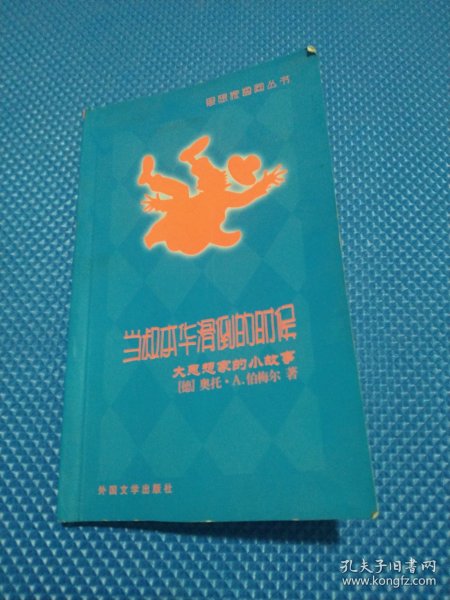 丛书
当叔本华滑倒的时候
大思想家的小故事
[德] 奥托·A.伯梅尔 著
外国文学出版社
孔夫子旧书网
www.kongfz.com